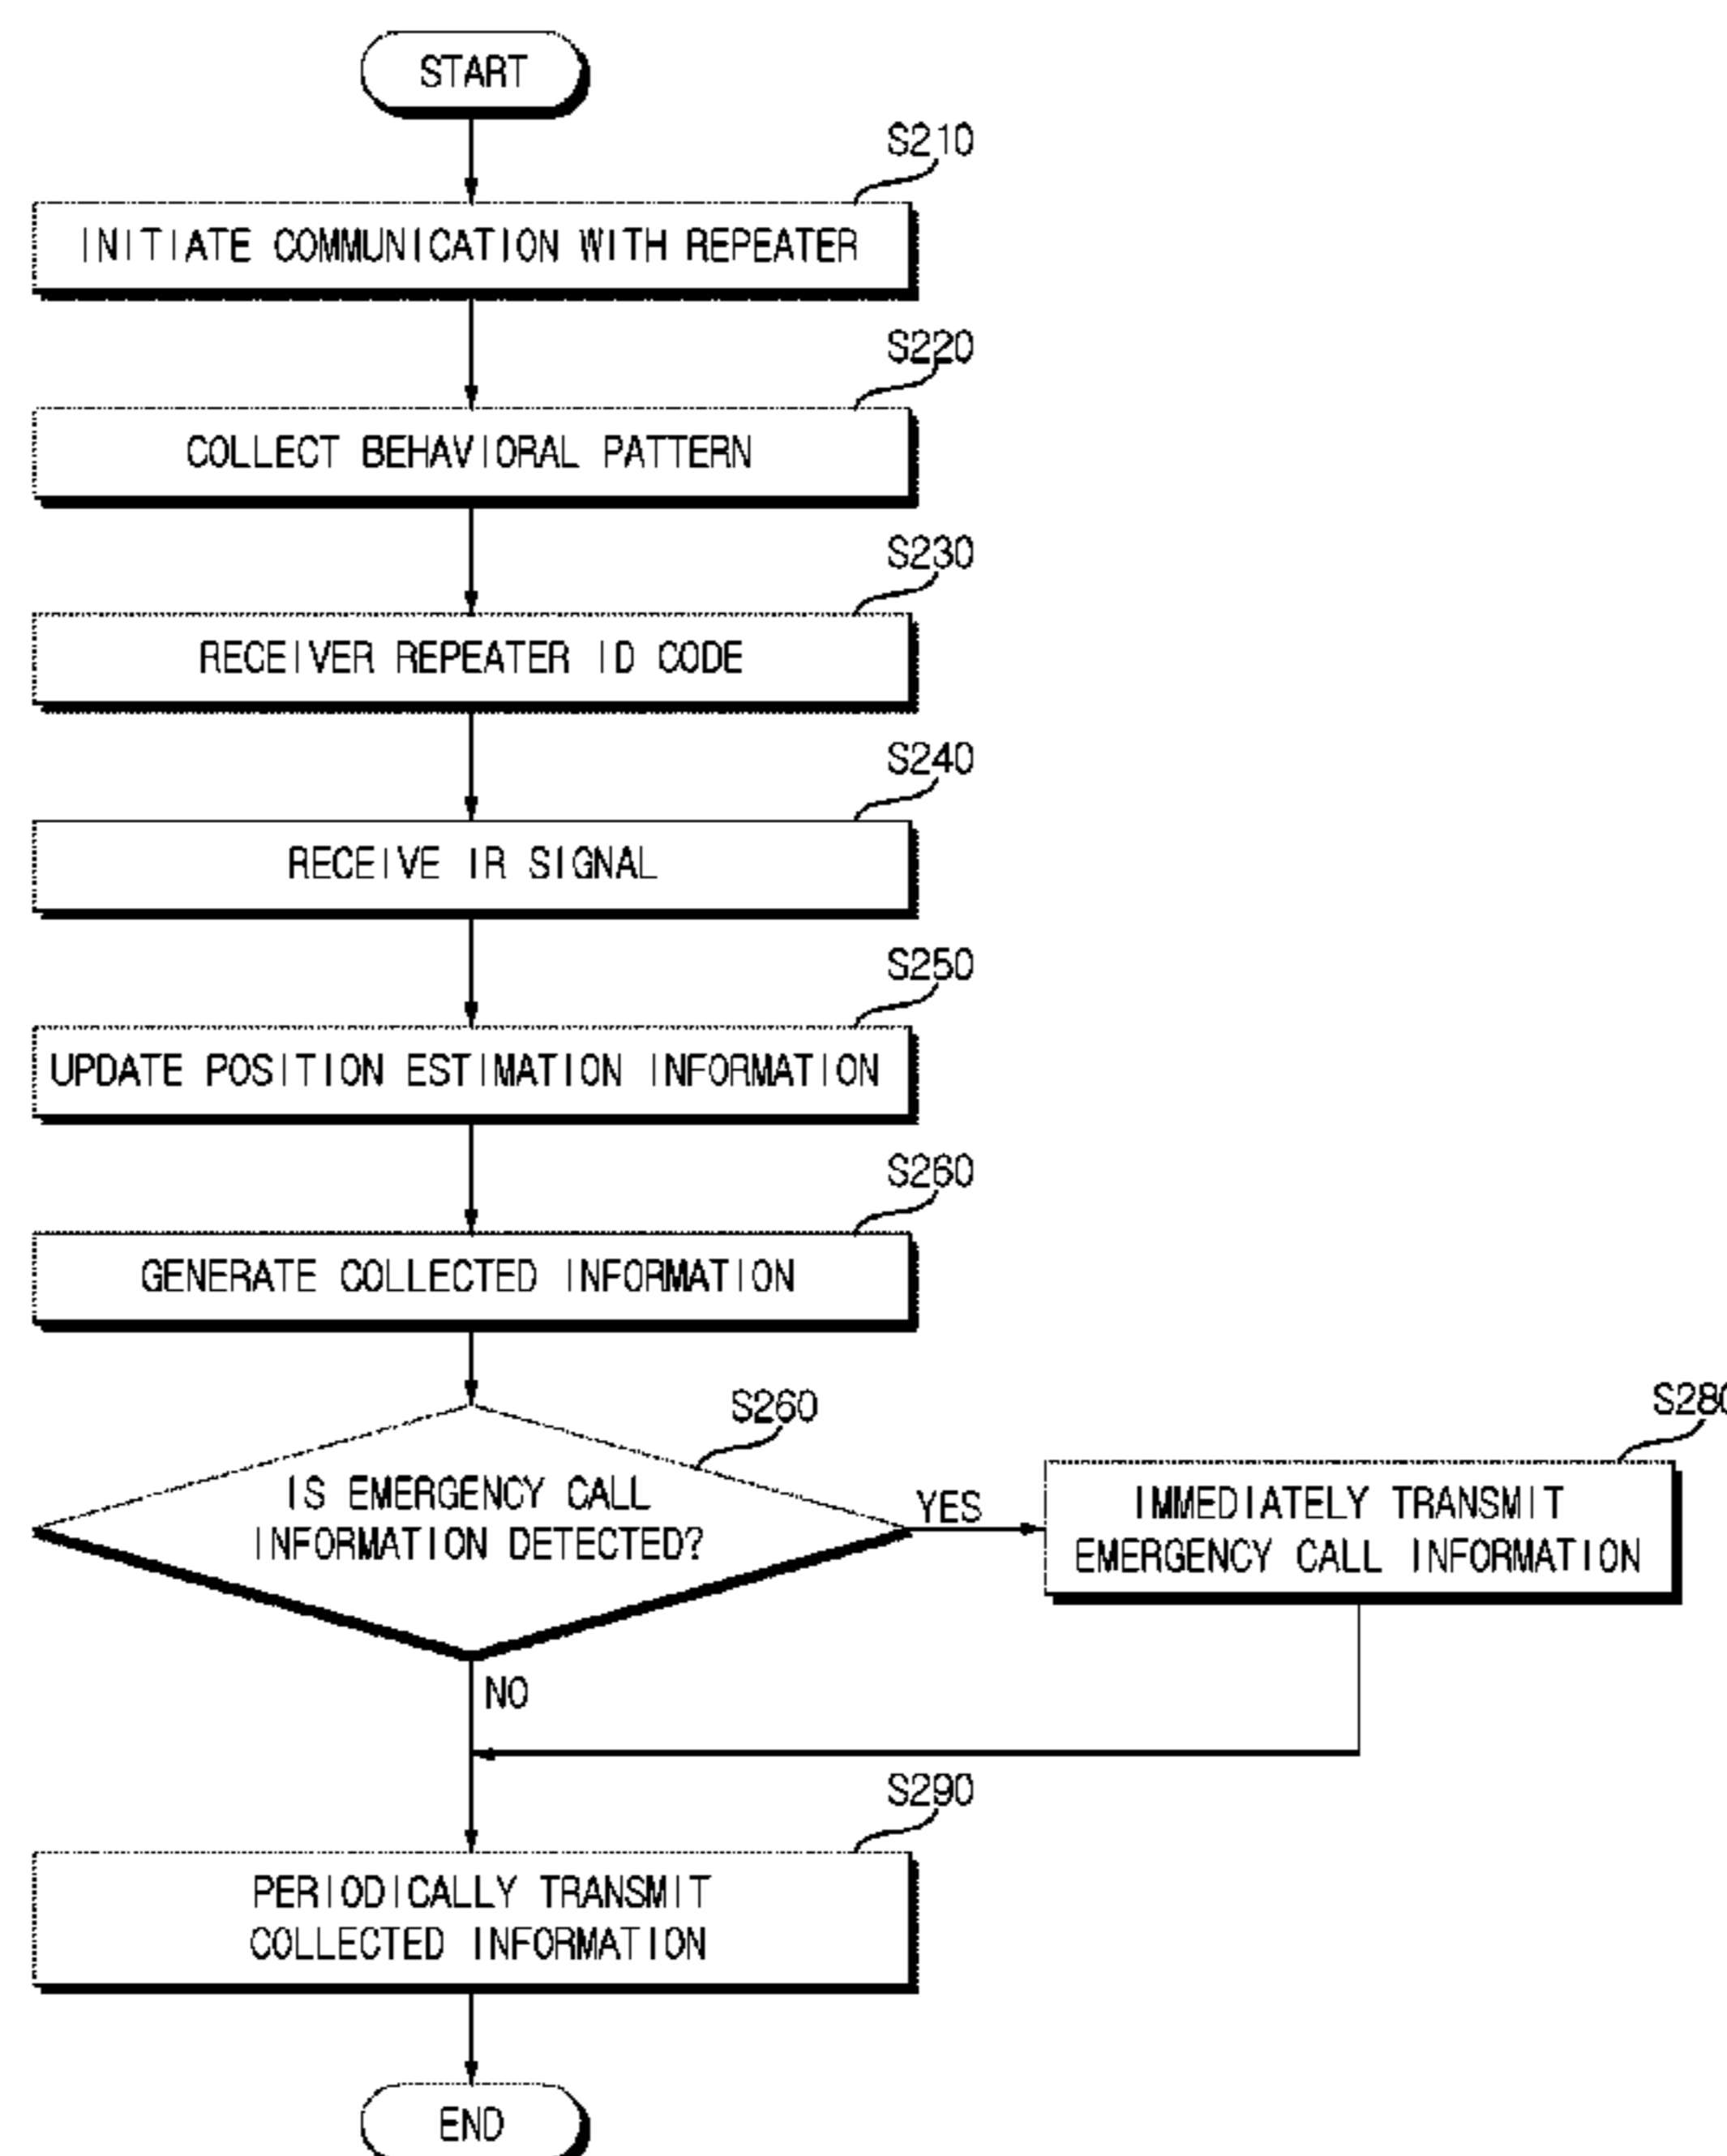 START
S210
INITIATE COMMUNICATION WITH REPEATER
S220
COLLECT BEHAVIORAL PATTERN
S230
RECEIVER REPEATER ID CODE
S240
RECEIVE IR SIGNAL
S250
UPDATE POSITION ESTIMATION INFORMATION
S260
GENERATE COLLECTED INFORMATION
S260
IS EMERGENCY CALL
INFORMATION DETECTED?
YES
S280
IMMEDIATELY TRANSMIT
EMERGENCY CALL INFORMATION
NO
S290
PERIODICALLY TRANSMIT
COLLECTED INFORMATION
END